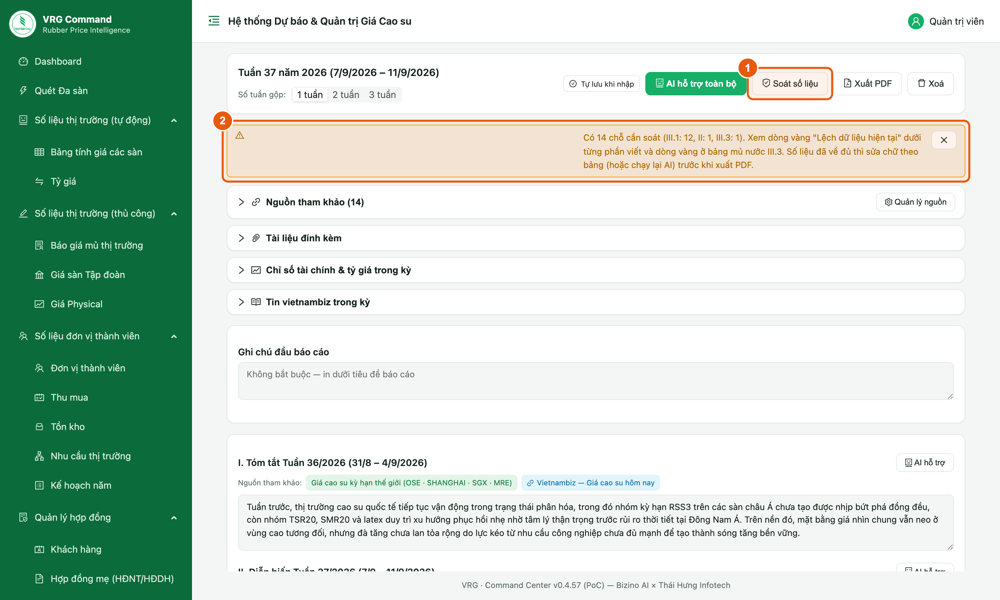 VRG Command
Rubber Price Intelligence
Dashboard
Quét Đa sàn
Số liệu thị trường (tự động)
Bảng tính giá các sàn
Tỷ giá
Số liệu thị trường (thủ công)
Báo giá mủ thị trường
Giá sàn Tập đoàn
Giá Physical
Số liệu đơn vị thành viên
Đơn vị thành viên
Thu mua
Tồn kho
Nhu cầu thị trường
Kế hoạch năm
Quản lý hợp đồng
Khách hàng
Hợp đồng mẹ (HĐNT/HĐDH)
Hệ thống Dự báo & Quản trị Giá Cao su
Quản trị viên
Tuần 37 năm 2026 (7/9/2026 – 11/9/2026)
Số tuần gộp: 1 tuần 2 tuần 3 tuần
Tự lưu khi nhập
AI hỗ trợ toàn bộ
1
Soát số liệu
Xuất PDF
Xoá
2
Có 14 chỗ cần soát (III.1: 12, II: 1, III.3: 1). Xem dòng vàng "Lệch dữ liệu hiện tại" dưới
từng phần viết và dòng vàng ở bảng mủ nước III.3. Số liệu đã về đủ thì sửa chữ theo
bảng (hoặc chạy lại AI) trước khi xuất PDF.
Nguồn tham khảo (14)
Quản lý nguồn
Tài liệu đính kèm
Chỉ số tài chính & tỷ giá trong kỳ
Tin vietnambiz trong kỳ
Ghi chú đầu báo cáo
Không bắt buộc — in dưới tiêu đề báo cáo
I. Tóm tắt Tuần 36/2026 (31/8 – 4/9/2026)
AI hỗ trợ
Nguồn tham khảo: Giá cao su kỳ hạn thế giới (OSE · SHANGHAI · SGX · MRE) Vietnambiz — Giá cao su hôm nay
Tuần trước, thị trường cao su quốc tế tiếp tục vận động trong trạng thái phân hóa, trong đó nhóm kỳ hạn RSS3 trên các sàn châu Á chưa tạo được nhịp bứt phá đồng đều,
còn nhóm TSR20, SMR20 và latex duy trì xu hướng phục hồi nhẹ nhờ tâm lý thận trọng trước rủi ro thời tiết tại Đông Nam Á. Trên nền đó, mặt bằng giá nhìn chung vẫn neo ở
vùng cao tương đối, nhưng đà tăng chưa lan tỏa rộng do lực kéo từ nhu cầu công nghiệp chưa đủ mạnh để tạo thành sóng tăng bền vững.
II. Diễn biến Tuần 37/2026 (7/9 – 11/9/2026)
AI hỗ trợ
VRG · Command Center v0.4.57 (PoC) — Bizino AI × Thái Hưng Infotech